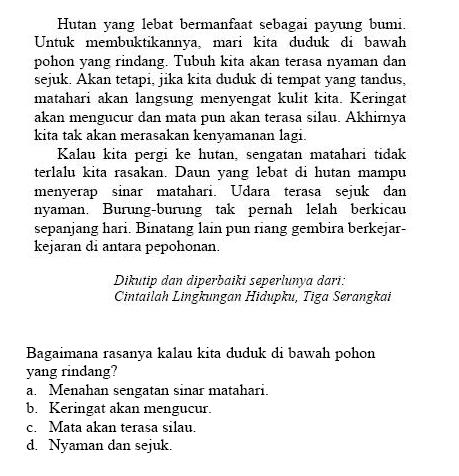 Hutan yang lebat bermanfaat sebagai payung bumi.
Untuk membuktikannya, mari kita duduk di bawah
pohon yang rindang. Tubuh kita akan terasa nyaman dan
sejuk. Akan tetapi, jika kita duduk di tempat yang tandus,
matahari akan langsung menyengat kulit kita. Keringat
akan mengucur dan mata pun akan terasa silau. Akhirnya
kita tak akan merasakan kenyamanan lagi.
Kalau kita pergi ke hutan, sengatan matahari tidak
terlalu kita rasakan. Daun yang lebat di hutan mampu
menyerap sinar matahari. Udara terasa sejuk dan
nyaman. Burung-burung tak pernah lelah berkicau
sepanjang hari. Binatang lain pun riang gembira berkejar-
kejaran di antara pepohonan.
Dikutip dan diperbaiki seperlunya dari:
Cintailah Lingkungan Hidupku, Tiga Serangkai
Bagaimana rasanya kalau kita duduk di bawah pohon
yang rindang?
a. Menahan sengatan sinar matahari.
b. Keringat akan mengucur.
c. Mata akan terasa silau.
d. Nyaman dan sejuk.